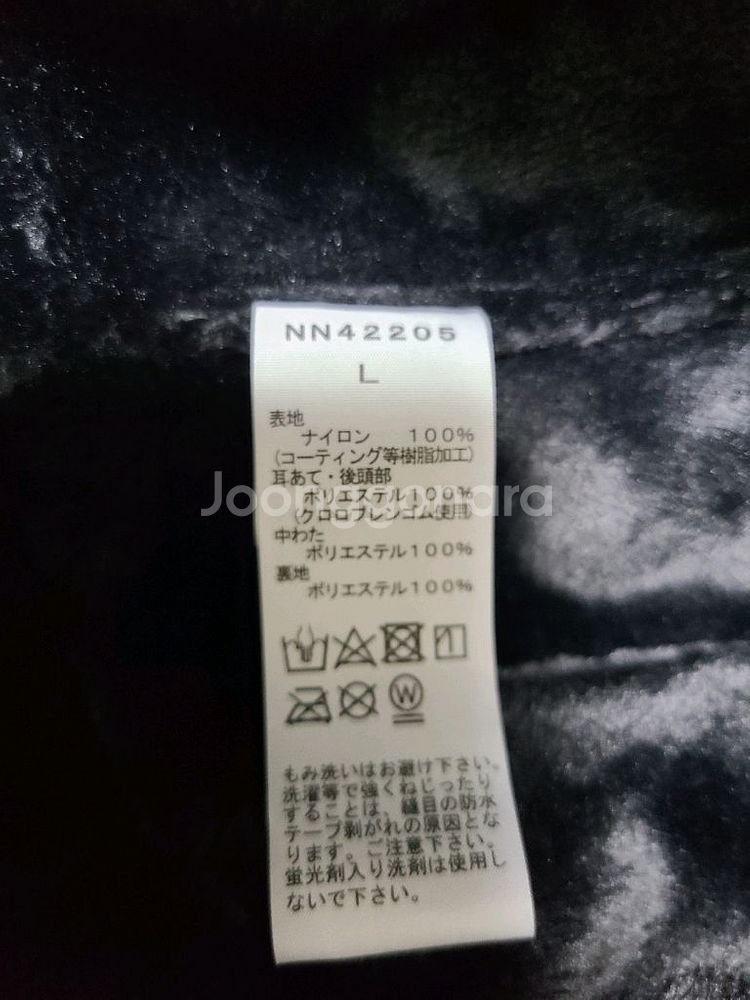 NN42205
L
表地
ナイロン 100%
(コーティング等樹脂加工)
耳あて・後頭部
ポリエステル100%
(クロロプレンゴム使用)
中わた
ポリエステル100%
裏地
ポリエステル100%
W
もみ洗いはお避け下さい。
洗濯等で強くねじったり
することは、縫目の防水
テープ剥がれの原因とな
ります。ご注意下さい。
蛍光剤入り洗剤は使用し
ないで下さい。
Joonggonara